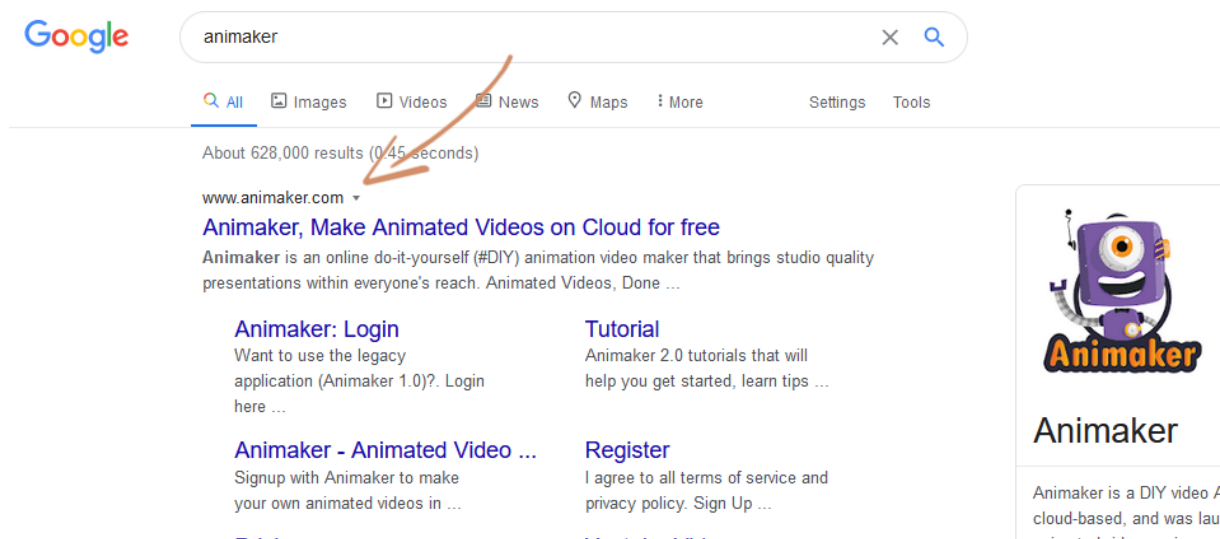 Google
animaker
All Images Videos News Maps More Settings Tools
About 628,000 results (0.45 seconds)
www.animaker.com
Animaker, Make Animated Videos on Cloud for free
Animaker is an online do-it-yourself (#DIY) animation video maker that brings studio quality
presentations within everyone's reach. Animated Videos, Done ...
Animaker: Login
Want to use the legacy
application (Animaker 1.0)?. Login
here ...
Tutorial
Animaker 2.0 tutorials that will
help you get started, learn tips ...
Animaker - Animated Video ...
Signup with Animaker to make
your own animated videos in ...
Register
I agree to all terms of service and
privacy policy. Sign Up ...
Animaker
Animaker
Animaker is a DIY video A
cloud-based, and was lau